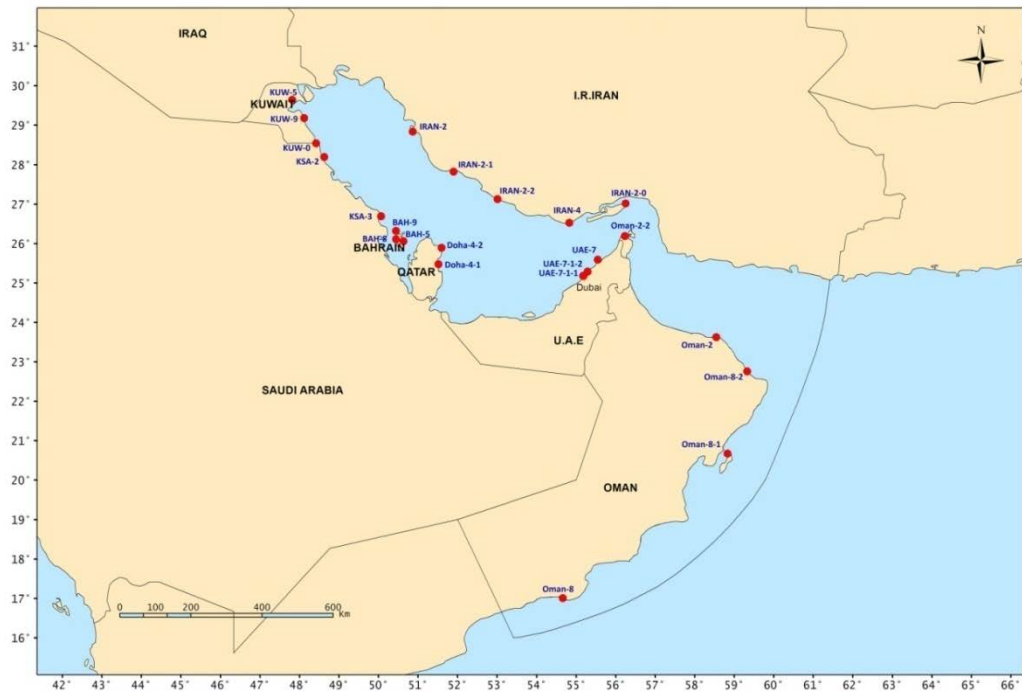 N
IRAQ
31°
30°
29°
28°
27°
26°
25°
24°
23°
22°
21°
20°
19°
18°
17°
16°
I.R.IRAN
KUW-5
KUWAIT
KUW-9
KUW-0
KSA-2
IRAN-2
IRAN-2-1
IRAN-2-2
IRAN-4
IRAN-2-0
KSA-3
BAH-9
BAH-8
BAH-5
BAHRAIN
Doha-4-2
Doha-4-1
QATAR
Oman-2-2
UAE-7
UAE-7-1-2
UAE-7-1-1
Dubai
U.A.E
Oman-2
Oman-8-2
SAUDI ARABIA
Oman-8-1
OMAN
Oman-8
0 100 200 400 600
Km
42° 43° 44° 45° 46° 47° 48° 49° 50° 51° 52° 53° 54° 55° 56° 57° 58° 59° 60° 61° 62° 63° 64° 65° 66°